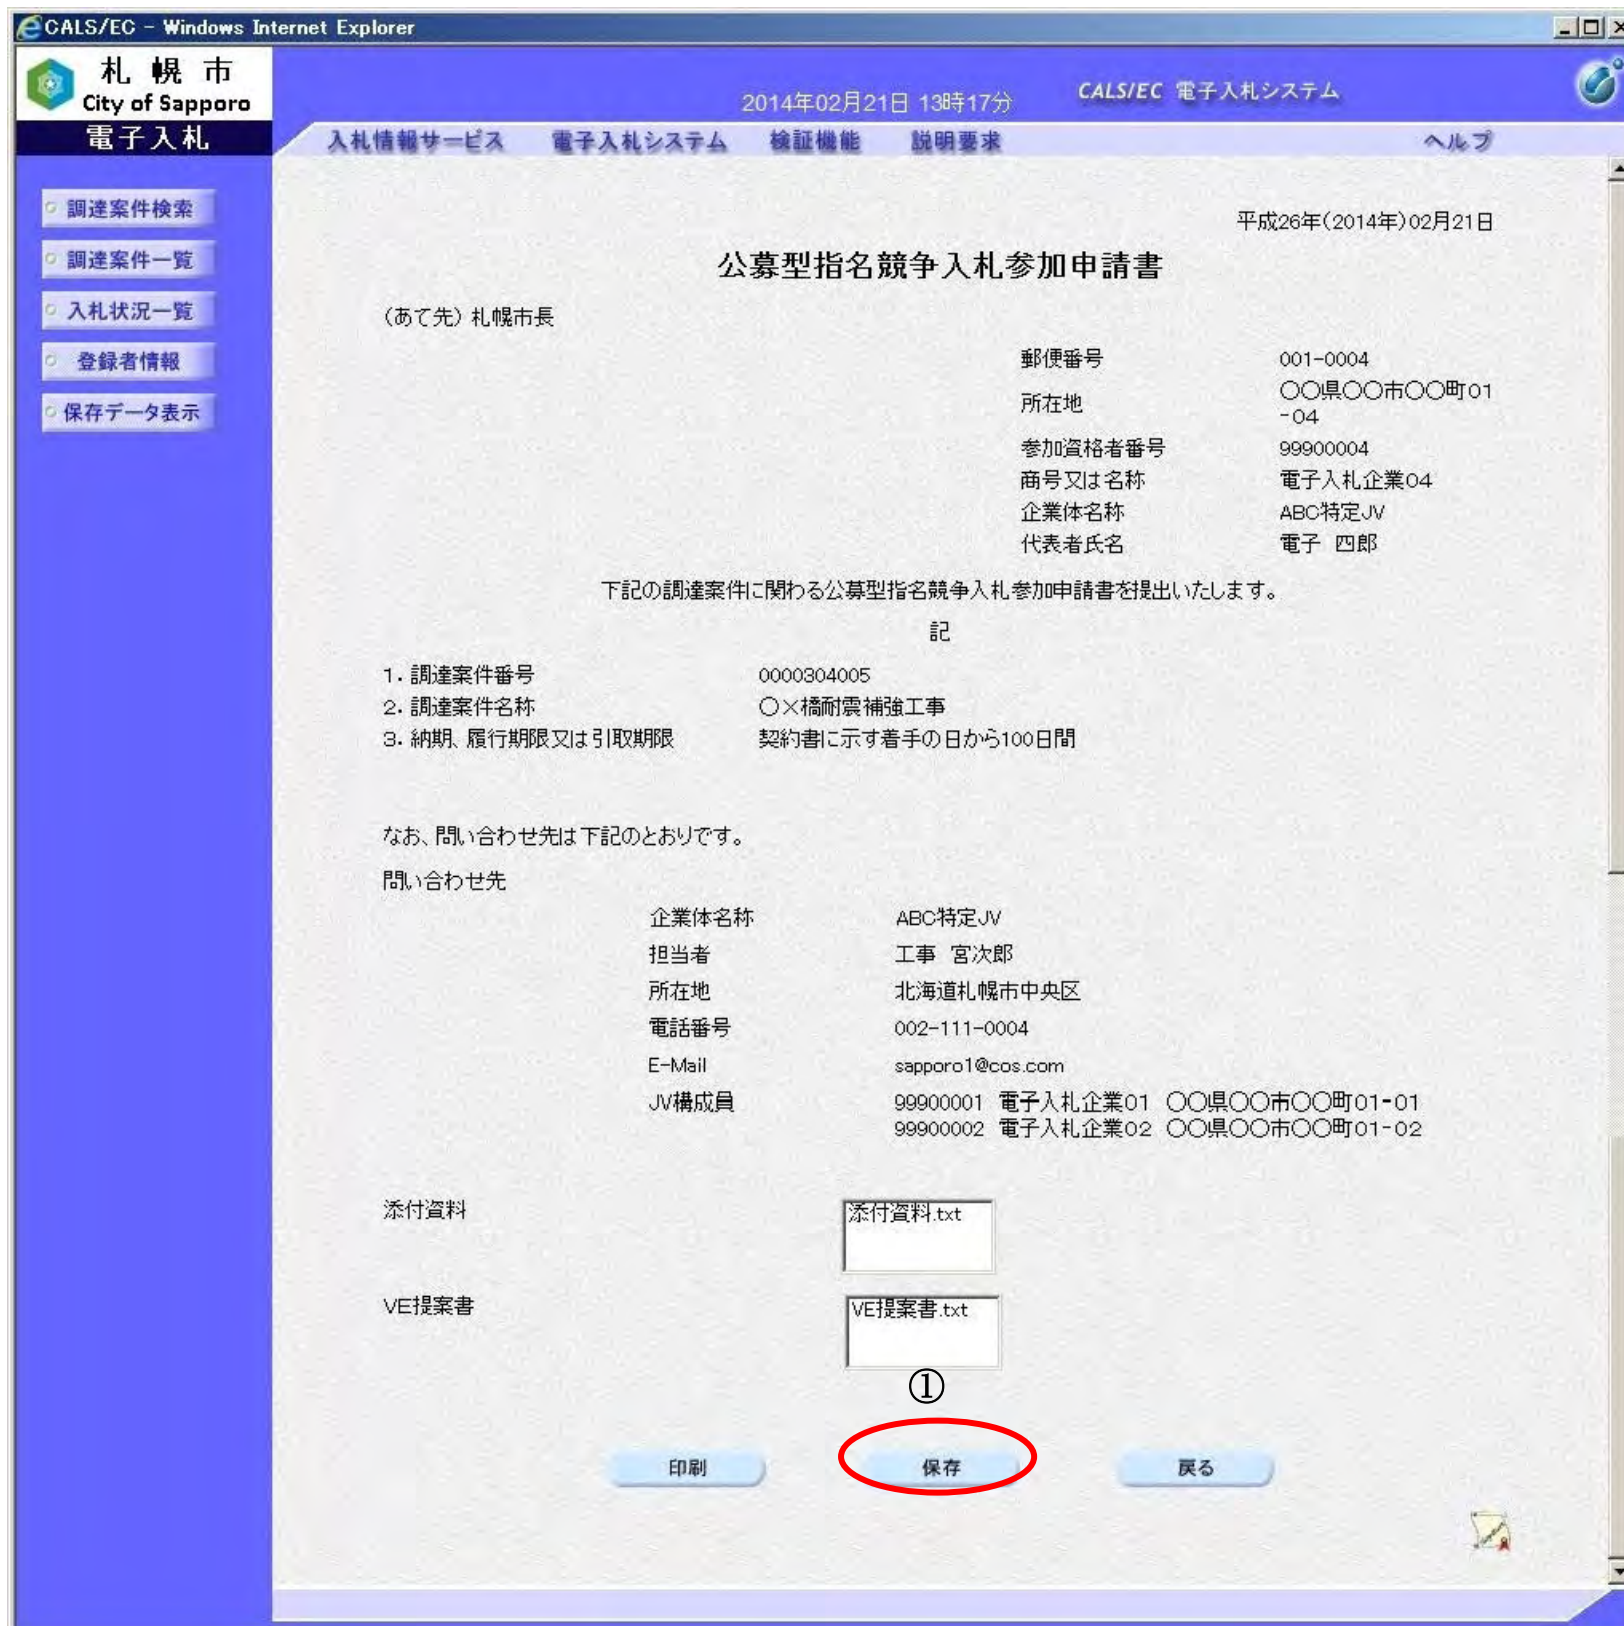 CALS/EC - Windows Internet Explorer
札幌市
City of Sapporo
2014年02月21日 13時17分
CALS/EC 電子入札システム
電子入札
入札情報サービス 電子入札システム 検証機能 説明要求 ヘルプ
調達案件検索
調達案件一覧
入札状況一覧
登録者情報
保存データ表示
平成26年(2014年)02月21日
公募型指名競争入札参加申請書
(あて先) 札幌市長
郵便番号 001-0004
所在地 〇〇県〇〇市〇〇町01
-04
参加資格者番号 99900004
商号又は名称 電子入札企業04
企業体名称 ABC特定JV
代表者氏名 電子 四郎
下記の調達案件に関わる公募型指名競争入札参加申請書を提出いたします。
記
1. 調達案件番号 0000304005
2. 調達案件名称 〇×橋耐震補強工事
3. 納期、履行期限又は引取期限 契約書に示す着手の日から100日間
なお、問い合わせ先は下記のとおりです。
問い合わせ先
企業体名称 ABC特定JV
担当者 工事 宮次郎
所在地 北海道札幌市中央区
電話番号 002-111-0004
E-Mail sapporo1@cos.com
JV構成員 99900001 電子入札企業01 〇〇県〇〇市〇〇町01-01
99900002 電子入札企業02 〇〇県〇〇市〇〇町01-02
添付資料 添付資料.txt
VE提案書 VE提案書.txt
①
印刷 保存 戻る